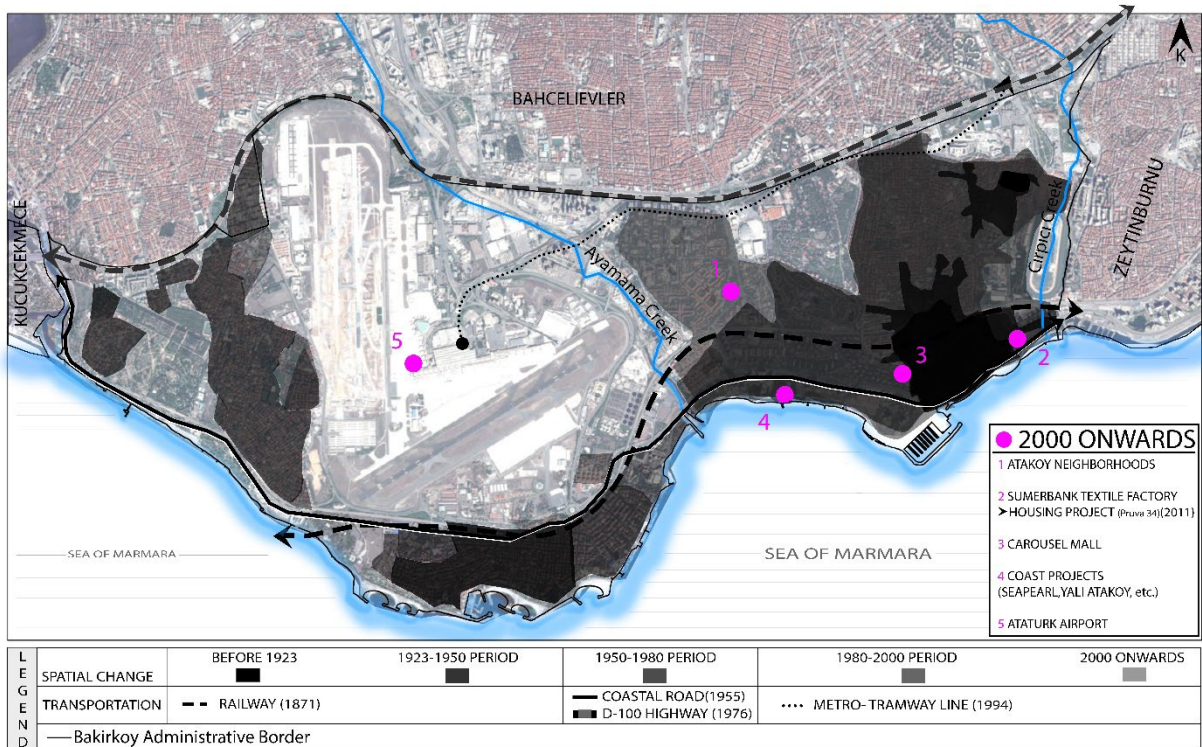 K
BAHCELIEVLER
KUCUKCEKMECE
ZEYTINBURNU
Cirpici Creek
Ayamama Creek
1
5
3
2
4
SEA OF MARMARA
SEA OF MARMARA
2000 ONWARDS
1 ATAKOY NEIGHBORHOODS
2 SUMERBANK TEXTILE FACTORY
HOUSING PROJECT (Pruva 34)(2011)
3 CAROUSEL MALL
4 COAST PROJECTS
(SEAPEARL,YALI ATAKOY, etc.)
5 ATATURK AIRPORT
LEGEND
BEFORE 1923
1923-1950 PERIOD
1950-1980 PERIOD
1980-2000 PERIOD
2000 ONWARDS
SPATIAL CHANGE
TRANSPORTATION
RAILWAY (1871)
COASTAL ROAD(1955)
D-100 HIGHWAY (1976)
METRO- TRAMWAY LINE (1994)
Bakirkoy Administrative Border